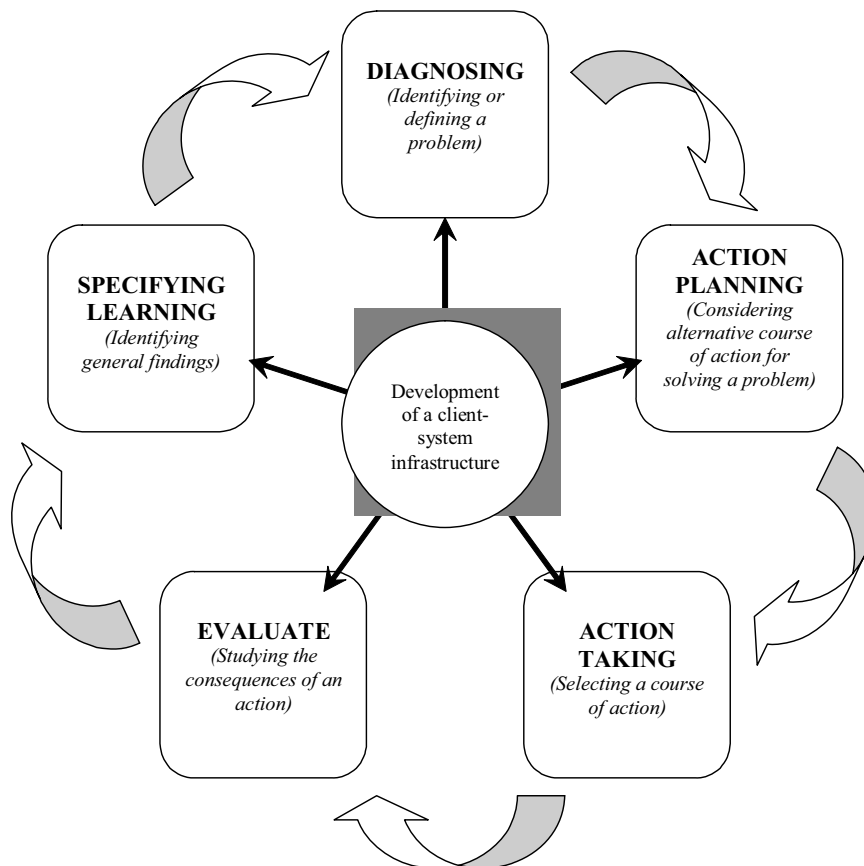 DIAGNOSING
(Identifying or
defining a
problem)
SPECIFYING
LEARNING
(Identifying
general findings)
ACTION
PLANNING
(Considering
alternative course
of action for
solving a problem)
Development
of a client-
system
infrastructure
EVALUATE
(Studying the
consequences of an
action)
ACTION
TAKING
(Selecting a course
of action)